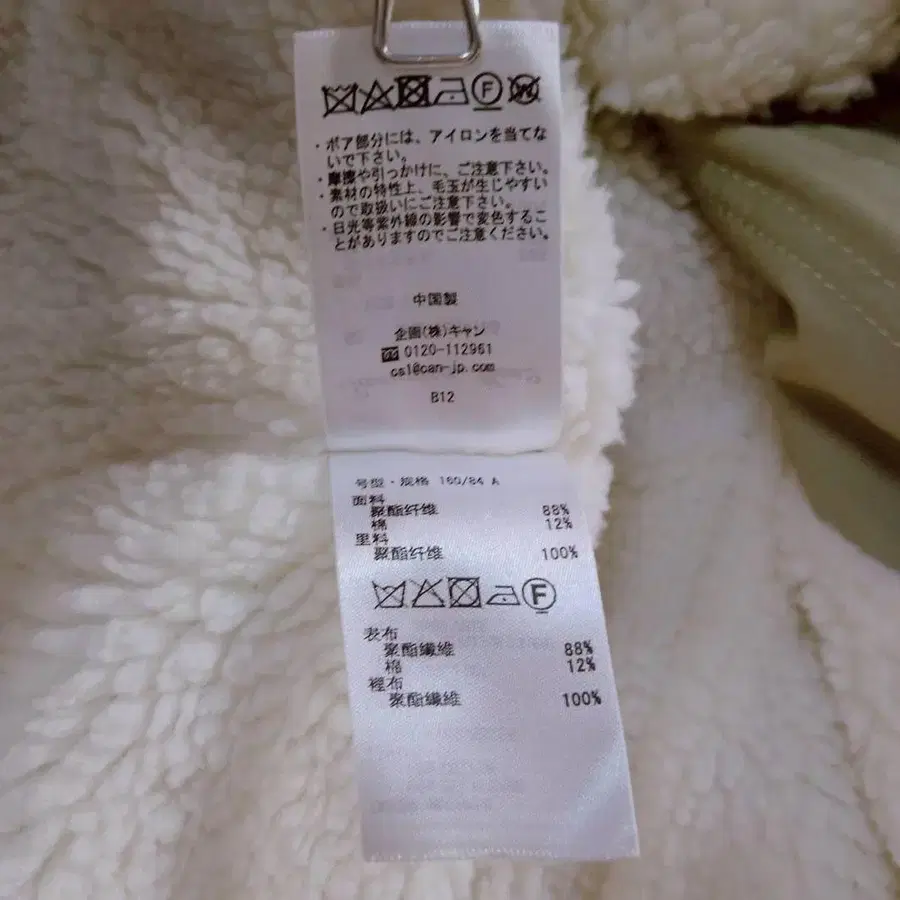 ・ボア部分には、アイロンを当てな
いで下さい。
・摩擦や引っかけに、ご注意下さい。
・素材の特性上、毛玉が生じやすい
ので取扱いにご注意下さい。
・日光等紫外線の影響で変色するこ
とがありますのでご注意ください。
中国製
企画(株)キャン
0120-112961
cs1@can-jp.com
B12
号型・规格 160/84 A
面料
聚酯纤维 88%
棉 12%
里料
聚酯纤维 100%
F
表布
聚酯纖維 88%
棉 12%
裡布
聚酯纖維 100%